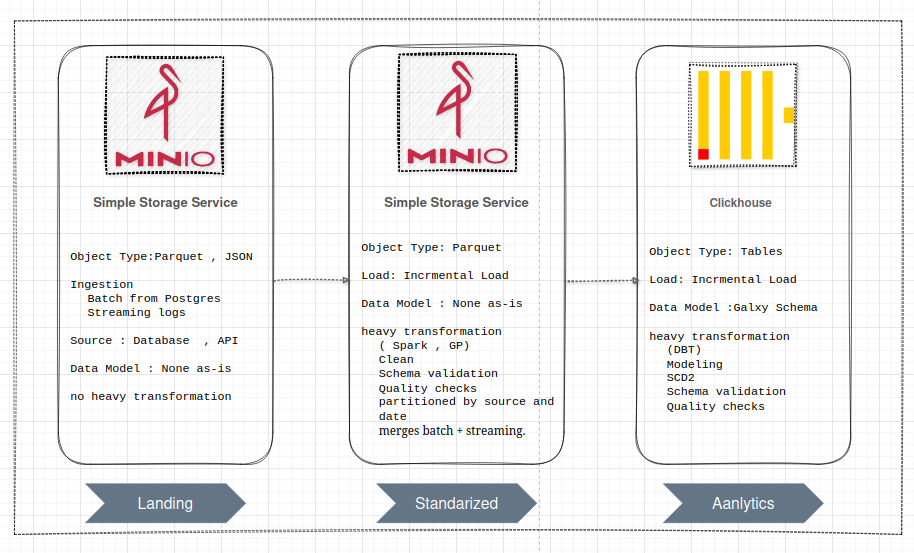 MINIO
Simple Storage Service
Object Type:Parquet , JSON
Ingestion
Batch from Postgres
Streaming logs
Source : Database , API
Data Model : None as-is
no heavy transformation
Landing
MINIO
Simple Storage Service
Object Type: Parquet
Load: Incrmental Load
Data Model : None as-is
heavy transformation
( Spark , GP)
Clean
Schema validation
Quality checks
partitioned by source and
date
merges batch + streaming.
Standarized
Clickhouse
Object Type: Tables
Load: Incrmental Load
Data Model :Galxy Schema
heavy transformation
(DBT)
Modeling
SCD2
Schema validation
Quality checks
Aanlytics